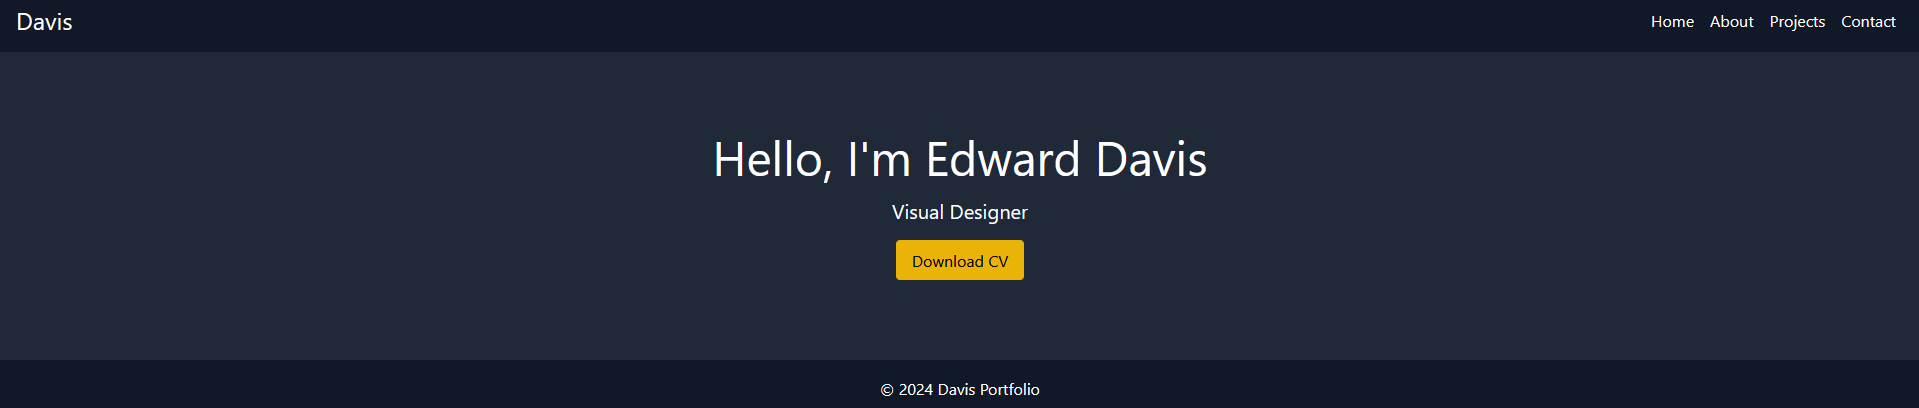 Davis
Home About Projects Contact
Hello, I'm Edward Davis
Visual Designer
Download CV
© 2024 Davis Portfolio